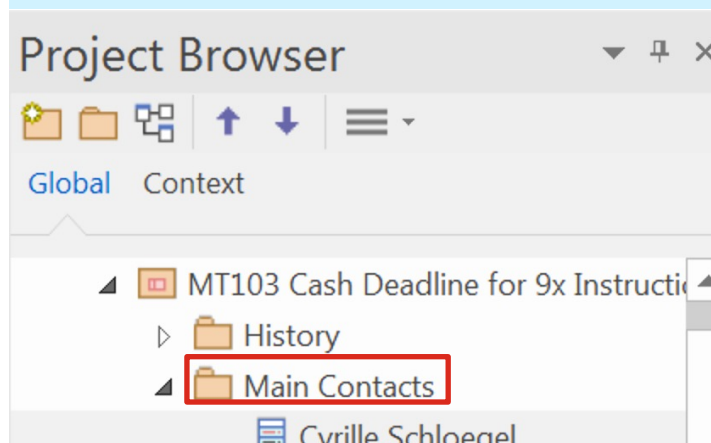 Project Browser
Global Context
MT103 Cash Deadline for 9x Instructi
History
Main Contacts
Cyrille Schloegel